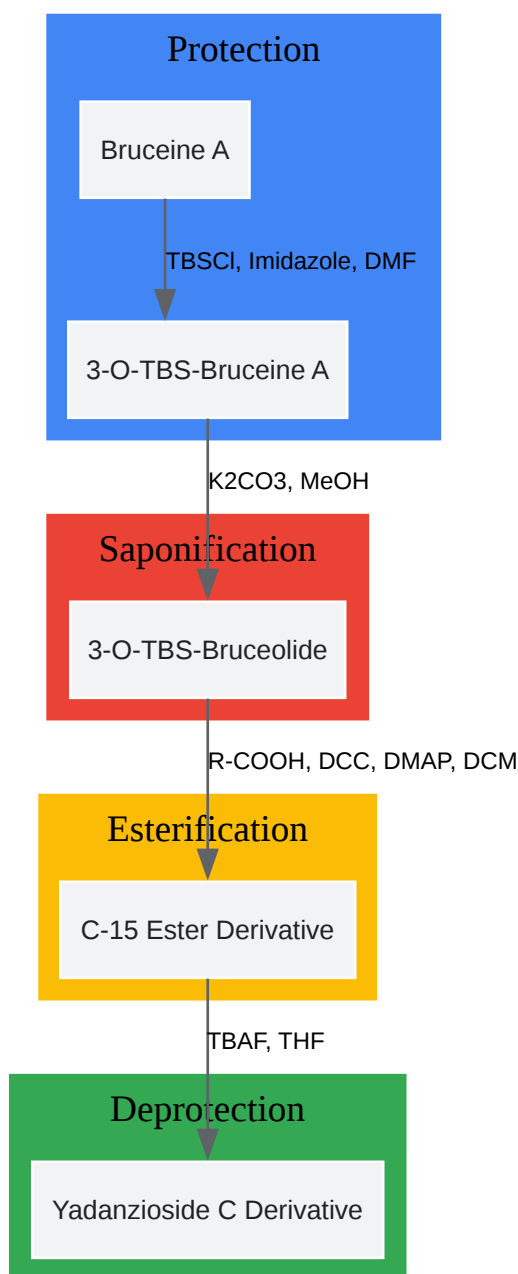 Protection
Bruceine A
TBSCl, Imidazole, DMF
3-O-TBS-Bruceine A
K2CO3, MeOH
Saponification
3-O-TBS-Bruceolide
R-COOH, DCC, DMAP, DCM
Esterification
C-15 Ester Derivative
TBAF, THF
Deprotection
Yadanzioside C Derivative